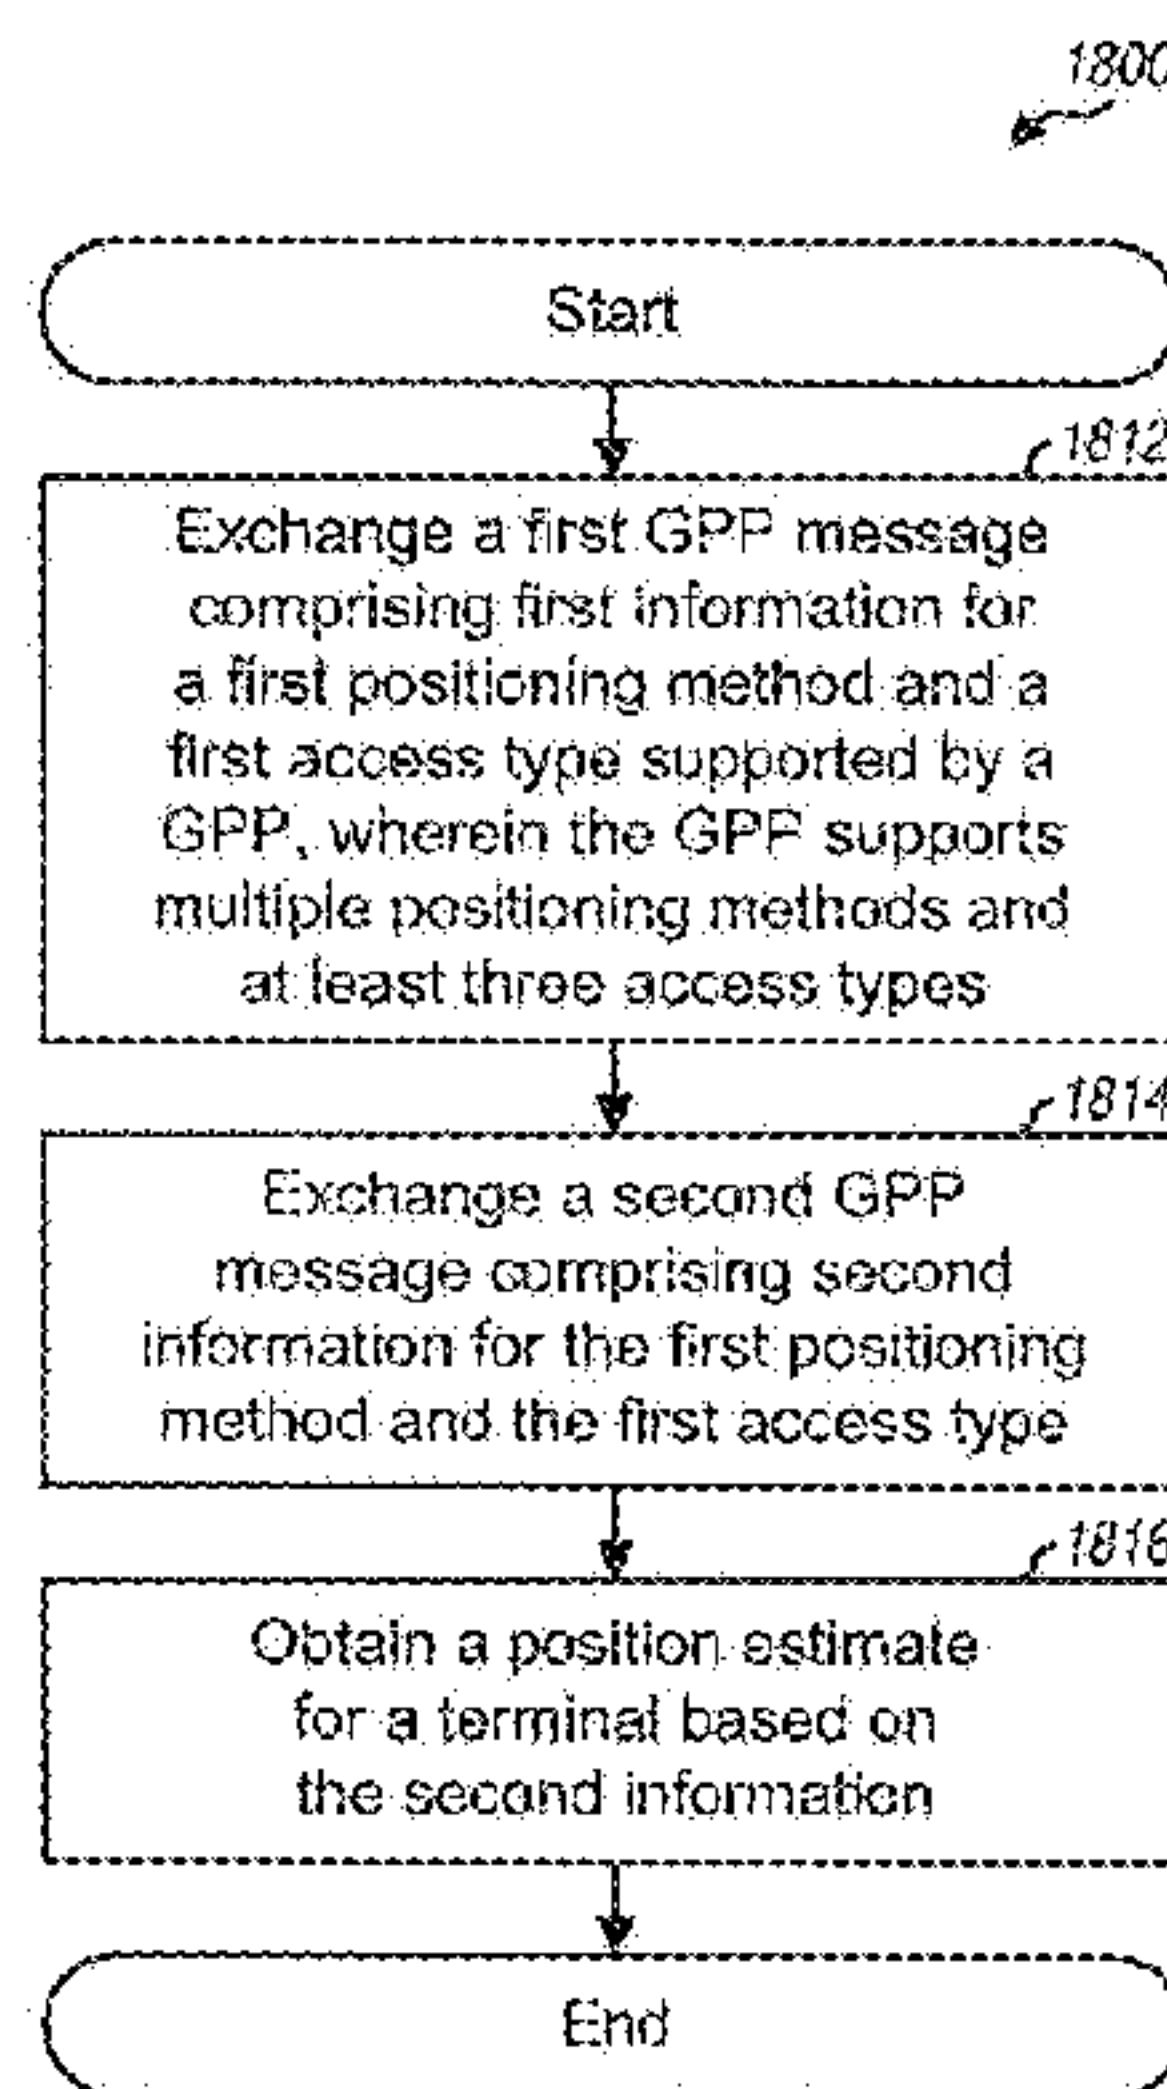 1800
Start
1812
Exchange a first GPP message
comprising first information for
a first positioning method and a
first access type supported by a
GPP, wherein the GPP supports
multiple positioning methods and
at least three access types
1814
Exchange a second GPP
message comprising second
information for the first positioning
method and the first access type
1816
Obtain a position estimate
for a terminal based on
the second information
End